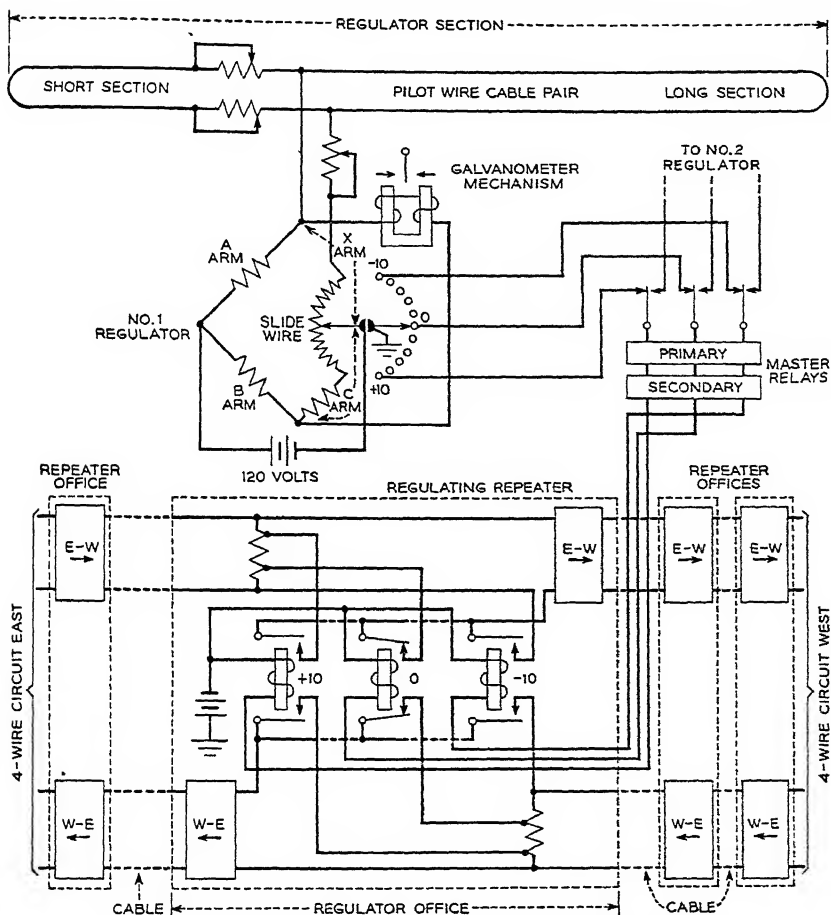 REGULATOR SECTION
SHORT SECTION
PILOT WIRE CABLE PAIR
LONG SECTION
GALVANOMETER
MECHANISM
TO NO.2
REGULATOR
A
ARM
X
ARM
-10
NO.1
REGULATOR
SLIDE
WIRE
0
B
ARM
C
ARM
+10
PRIMARY
SECONDARY
MASTER
RELAYS
120 VOLTS
REPEATER
OFFICE
REGULATING REPEATER
REPEATER
OFFICES
E-W
E-W
E-W
E-W
4-WIRE CIRCUIT EAST
+10
0
-10
4-WIRE CIRCUIT WEST
W-E
W-E
W-E
W-E
CABLE
REGULATOR OFFICE
CABLE